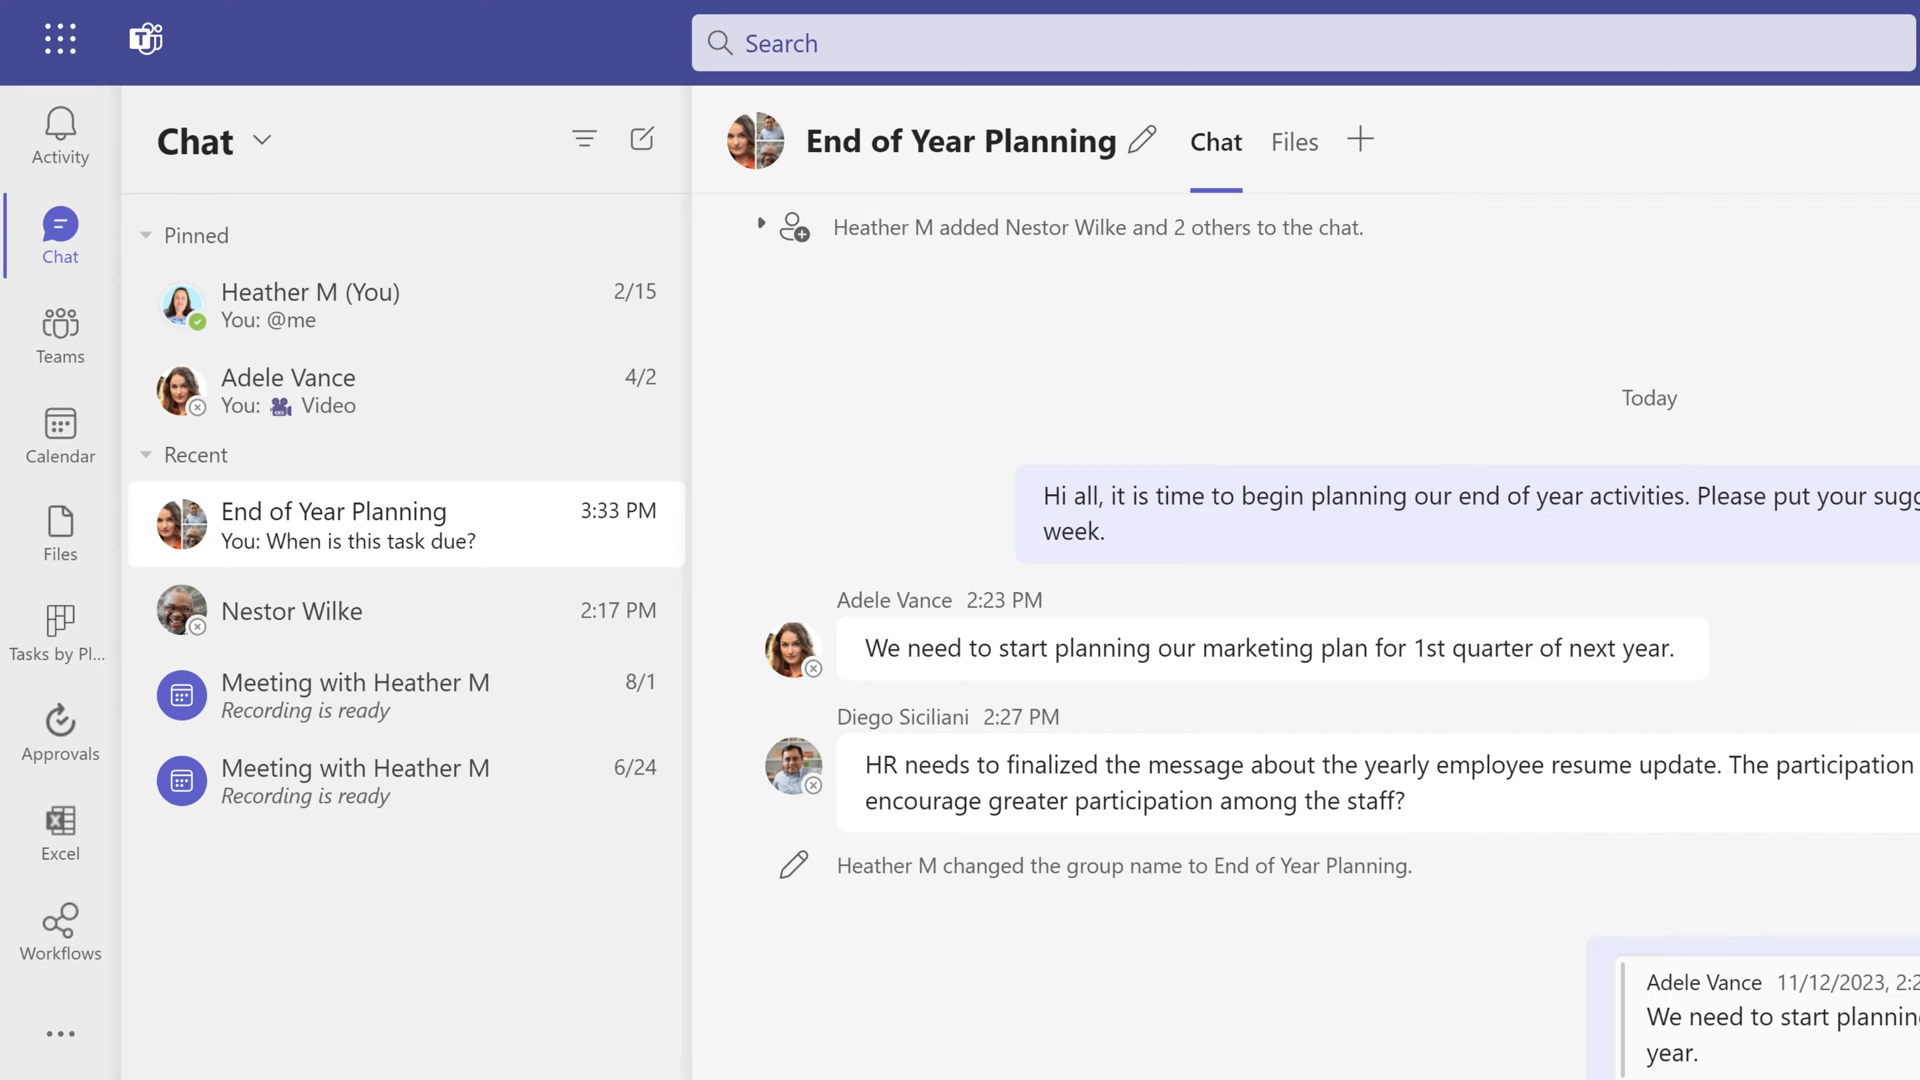 Search
Activity
Chat
Teams
Calendar
Files
Tasks by Pl...
Approvals
Excel
Workflows
Chat
Pinned
Heather M (You) 2/15
You: @me
Adele Vance 4/2
You: Video
Recent
End of Year Planning 3:33 PM
You: When is this task due?
Nestor Wilke 2:17 PM
Meeting with Heather M 8/1
Recording is ready
Meeting with Heather M 6/24
Recording is ready
End of Year Planning Chat Files
Heather M added Nestor Wilke and 2 others to the chat.
Today
Hi all, it is time to begin planning our end of year activities. Please put your
week.
Adele Vance 2:23 PM
We need to start planning our marketing plan for 1st quarter of next year.
Diego Siciliani 2:27 PM
HR needs to finalized the message about the yearly employee resume update. The participation
encourage greater participation among the staff?
Heather M changed the group name to End of Year Planning.
Adele Vance 11/12/2023,
We need to start
year.